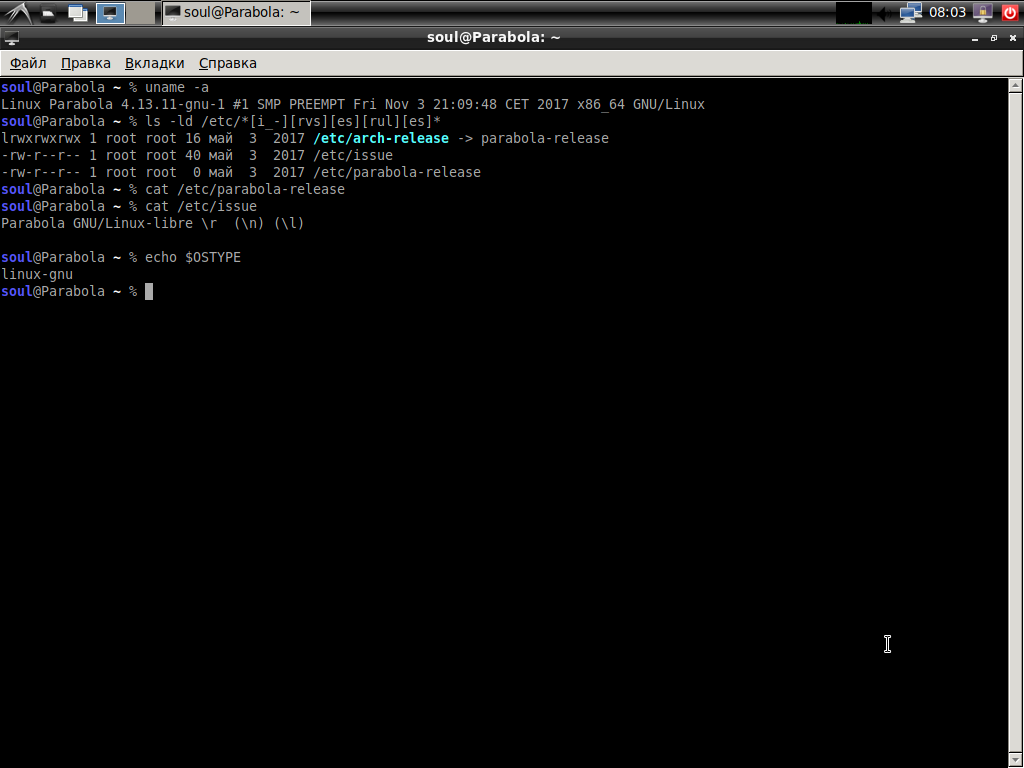 soul@Parabola: ~
08:03
soul@Parabola: ~
Файл Правка Вкладки Справка
soul@Parabola ~ % uname -a
Linux Parabola 4.13.11-gnu-1 #1 SMP PREEMPT Fri Nov 3 21:09:48 CET 2017 x86_64 GNU/Linux
soul@Parabola ~ % ls -ld /etc/*[i_-][rvs][es][rul][es]*
lrwxrwxrwx 1 root root 16 май  3  2017 /etc/arch-release -> parabola-release
-rw-r--r-- 1 root root 40 май  3  2017 /etc/issue
-rw-r--r-- 1 root root  0 май  3  2017 /etc/parabola-release
soul@Parabola ~ % cat /etc/parabola-release
soul@Parabola ~ % cat /etc/issue
Parabola GNU/Linux-libre \r  (\n) (\l)
soul@Parabola ~ % echo $OSTYPE
linux-gnu
soul@Parabola ~ %